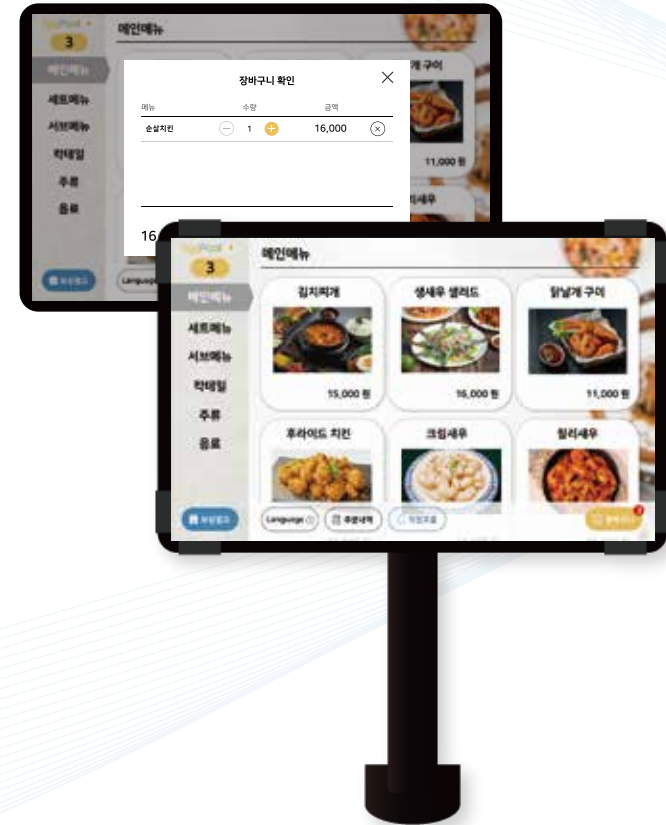 3
메인메뉴
메인메뉴
세트메뉴
서브메뉴
칵테일
주류
음료
Language
장바구니 확인
메뉴 수량 금액
순살치킨 1 16,000
16
11,000 원
3
메인메뉴
메인메뉴
세트메뉴
서브메뉴
칵테일
주류
음료
김치찌개 생새우 샐러드 닭날개 구이
15,000 원 16,000 원 11,000 원
후라이드 치킨 크림새우 칠리새우
Language 주문내역 직원호출